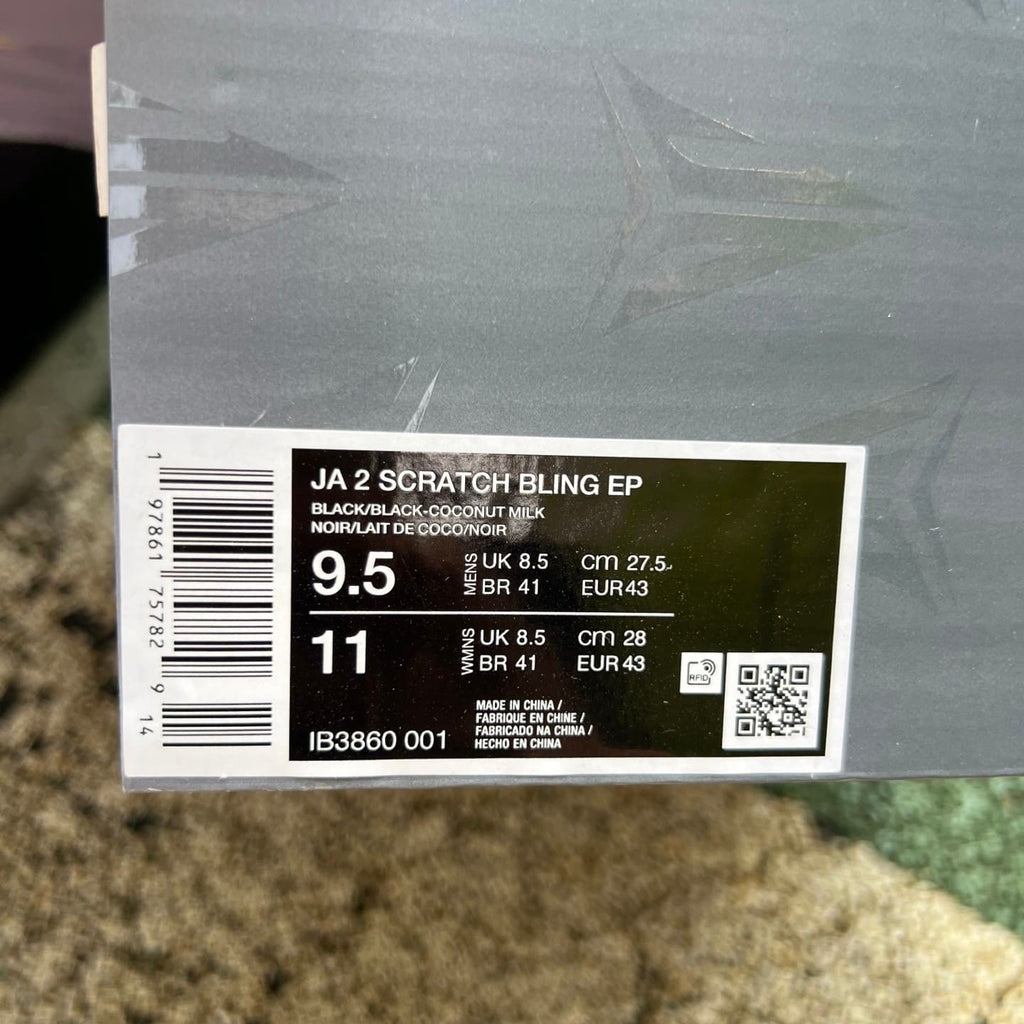 JA 2 SCRATCH BLING EP
BLACK/BLACK-COCONUT MILK
NOIR/LAIT DE COCO/NOIR
9.5 MENS UK 8.5 cm 27.5
BR 41 EUR 43
11 WMNS UK 8.5 cm 28
BR 41 EUR 43
RFID
MADE IN CHINA /
FABRIQUE EN CHINE /
FABRICADO NA CHINA /
HECHO EN CHINA
IB3860 001
1 97861 75782 9 14